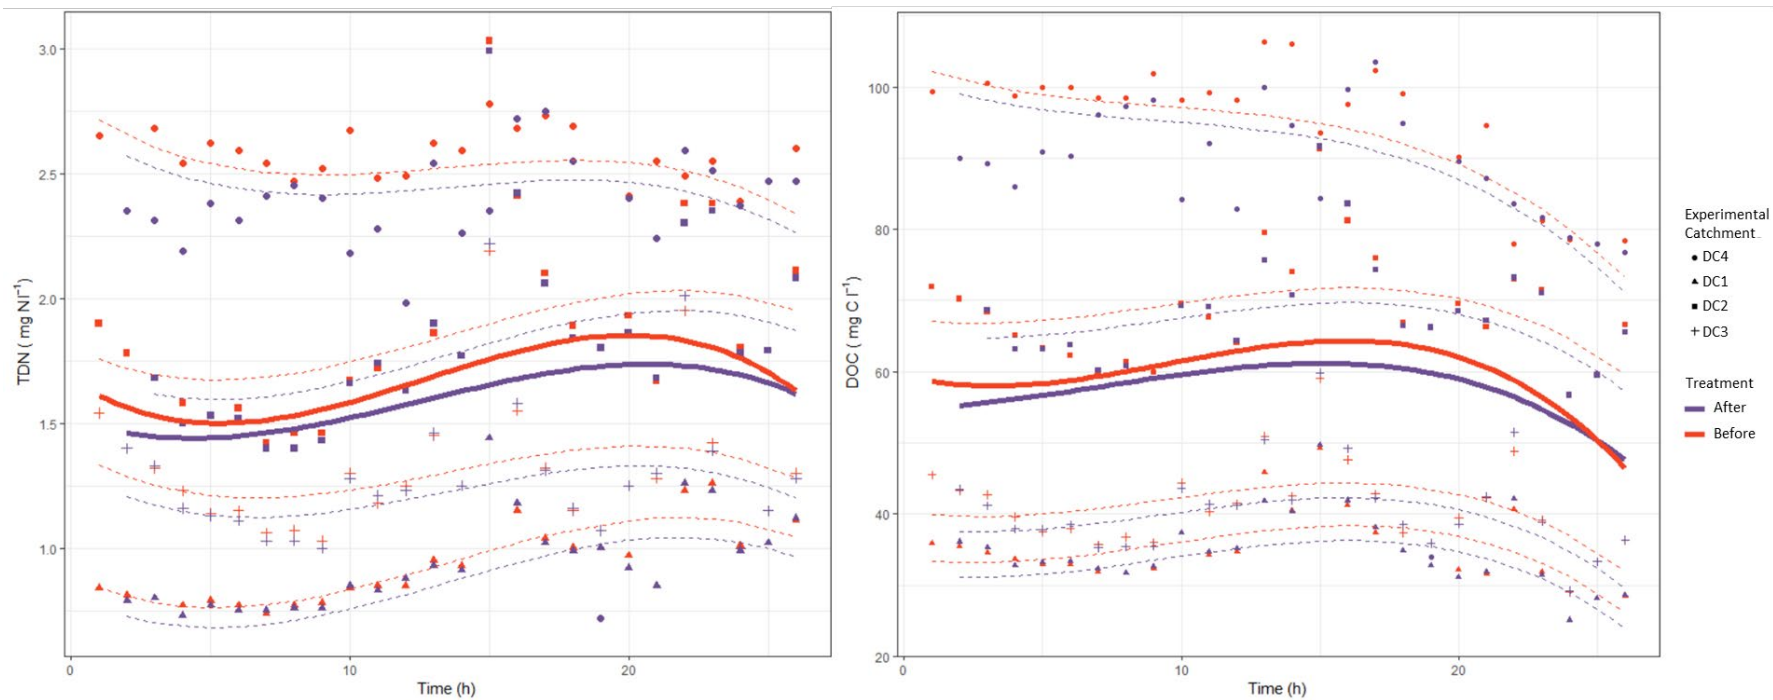 3.0
2.5
2.0
1.5
1.0
TDN ( mg Nl⁻¹)
0
10
20
Time (h)
100
80
60
40
20
DOC ( mg C l⁻¹)
0
10
20
Time (h)
Experimental
Catchment
DC4
DC1
DC2
DC3
Treatment
After
Before